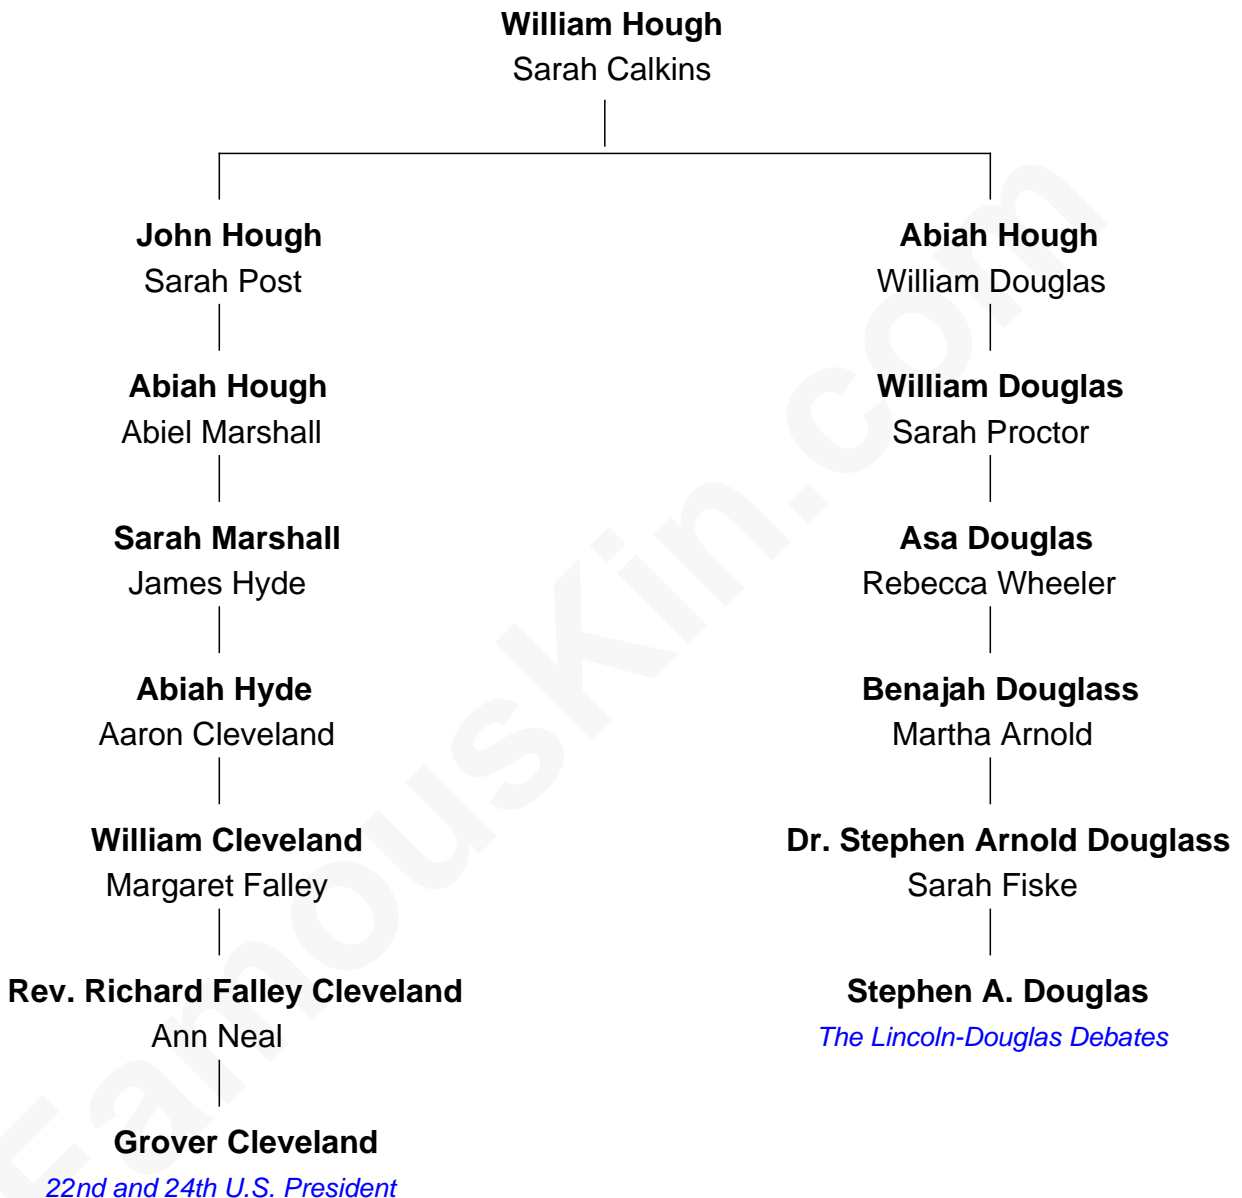 William Hough
Sarah Calkins
John Hough
Sarah Post
Abiah Hough
William Douglas
Abiah Hough
Abiel Marshall
William Douglas
Sarah Proctor
Sarah Marshall
James Hyde
Asa Douglas
Rebecca Wheeler
Abiah Hyde
Aaron Cleveland
Benajah Douglass
Martha Arnold
William Cleveland
Margaret Falley
Dr. Stephen Arnold Douglass
Sarah Fiske
Rev. Richard Falley Cleveland
Ann Neal
Stephen A. Douglas
The Lincoln-Douglas Debates
Grover Cleveland
22nd and 24th U.S. President
FamousKin.com